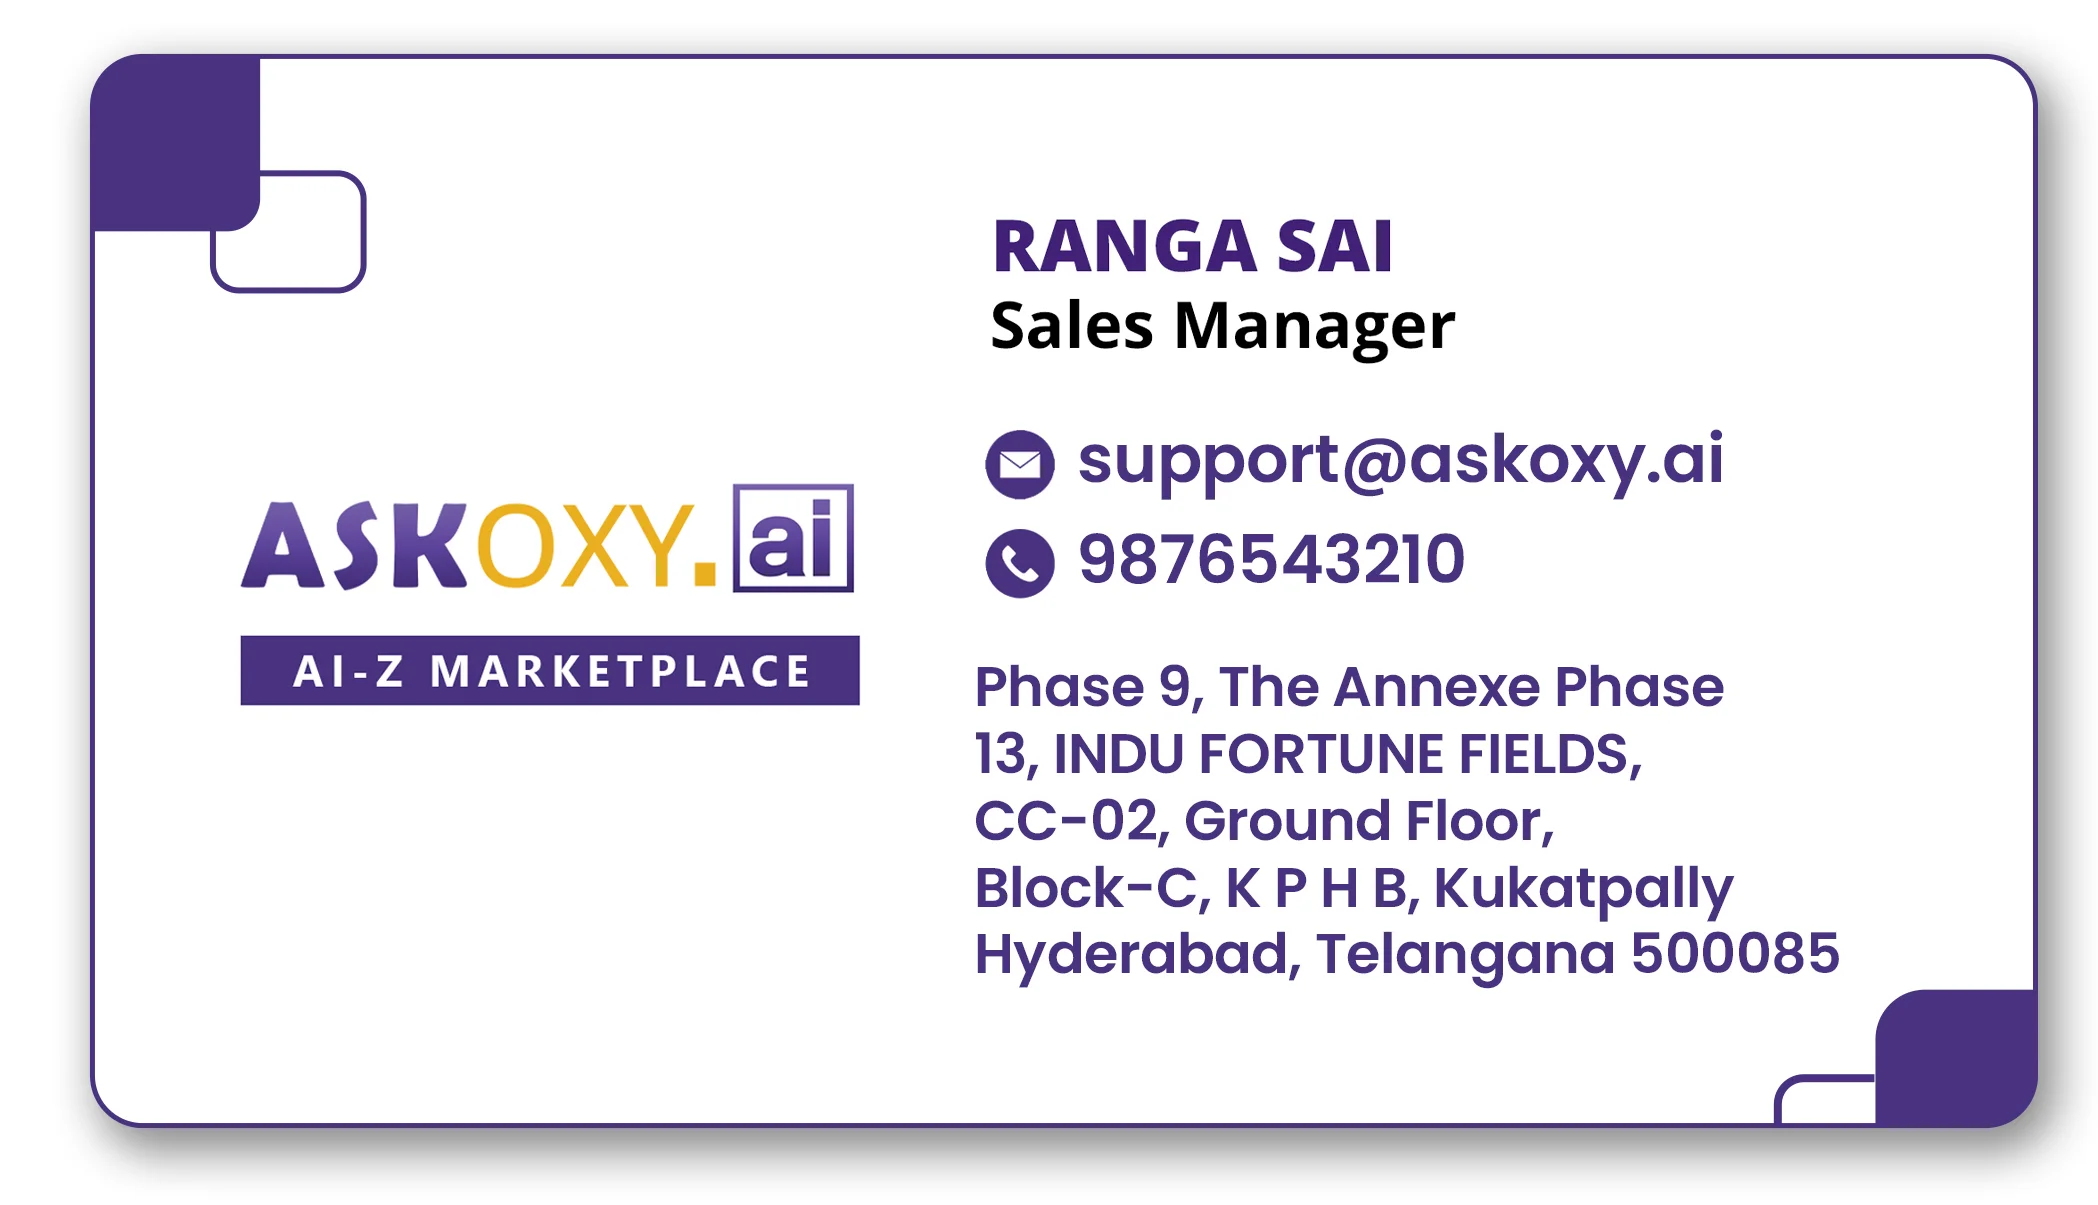 RANGA SAI
Sales Manager
support@askoxy.ai
9876543210
ASKOXY.ai
AI-Z MARKETPLACE
Phase 9, The Annexe Phase
13, INDU FORTUNE FIELDS,
CC-02, Ground Floor,
Block-C, K P H B, Kukatpally
Hyderabad, Telangana 500085